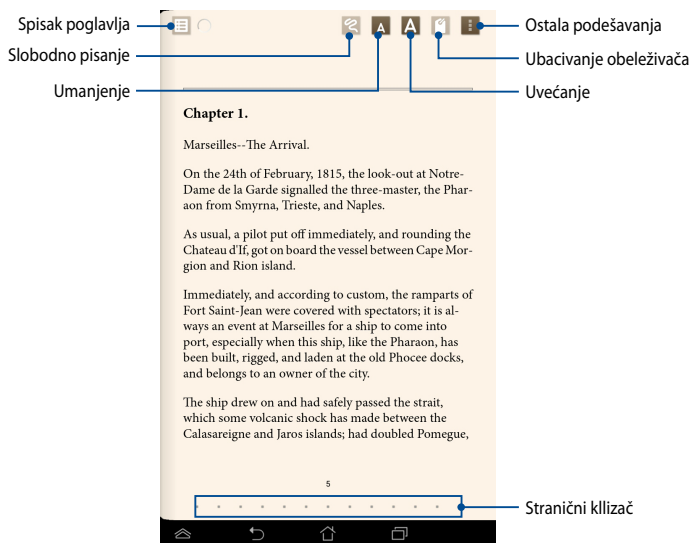 Spisak poglavlja
Slobodno pisanje
Umanjenje
A
A
Ostala podešavanja
Ubacivanje obeleživača
Uvećanje
Chapter 1.
Marseilles--The Arrival.
On the 24th of February, 1815, the look-out at Notre-
Dame de la Garde signalled the three-master, the Phar-
aon from Smyrna, Trieste, and Naples.
As usual, a pilot put off immediately, and rounding the
Chateau d'If, got on board the vessel between Cape Mor-
gion and Rion island.
Immediately, and according to custom, the ramparts of
Fort Saint-Jean were covered with spectators; it is al-
ways an event at Marseilles for a ship to come into
port, especially when this ship, like the Pharaon, has
been built, rigged, and laden at the old Phocee docks,
and belongs to an owner of the city.
The ship drew on and had safely passed the strait,
which some volcanic shock has made between the
Calasareigne and Jaros islands; had doubled Pomegue,
5
Stranični kllizač